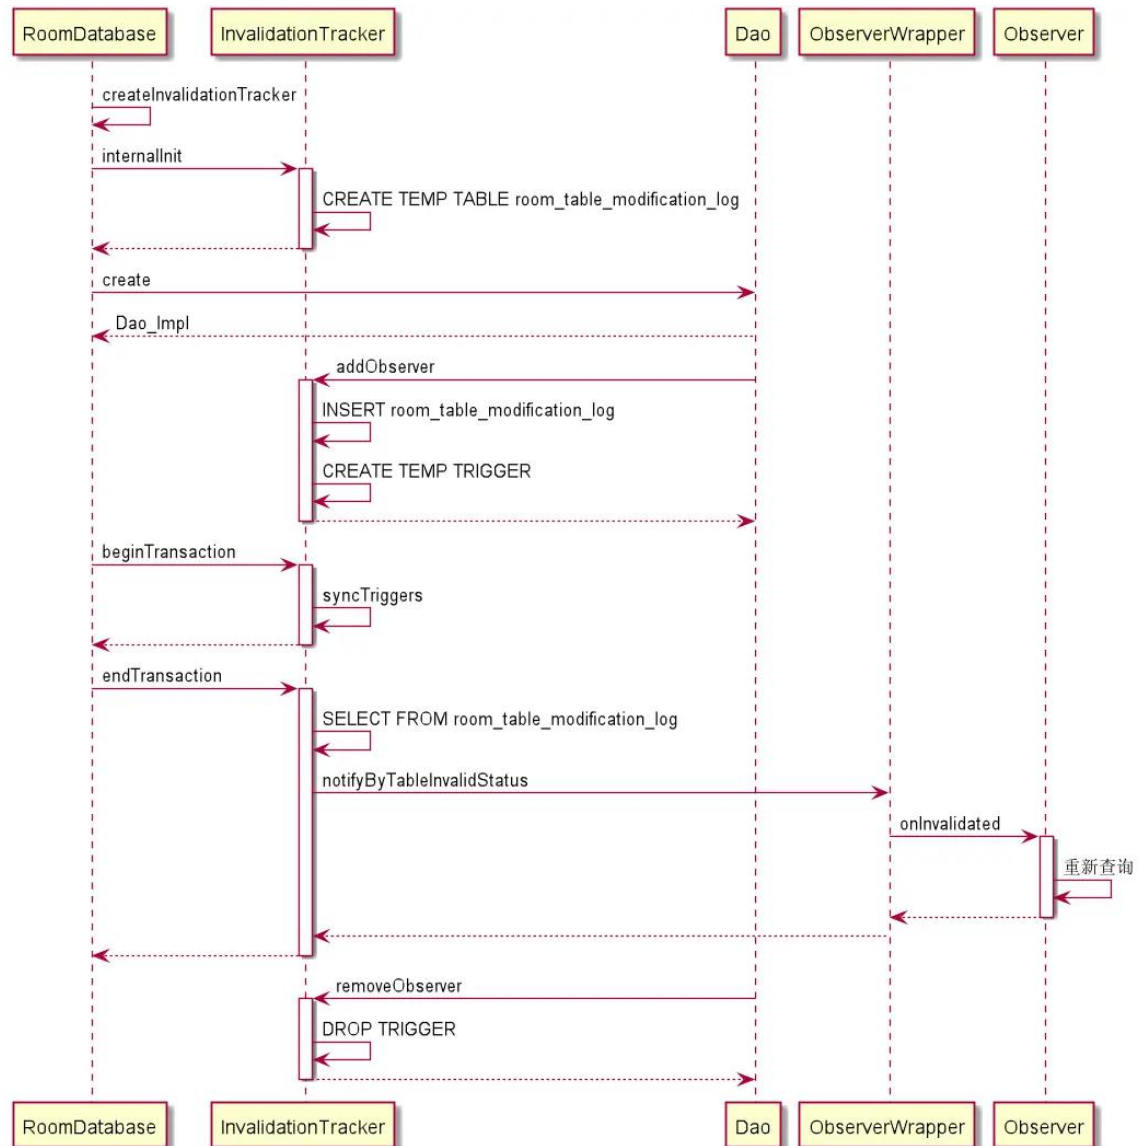 RoomDatabase
InvalidationTracker
Dao
ObserverWrapper
Observer
createInvalidationTracker
internalInit
CREATE TEMP TABLE room_table_modification_log
create
Dao_Impl
addObserver
INSERT room_table_modification_log
CREATE TEMP TRIGGER
beginTransaction
syncTriggers
endTransaction
SELECT FROM room_table_modification_log
notifyByTableInvalidStatus
onInvalidated
重新查询
removeObserver
DROP TRIGGER
RoomDatabase
InvalidationTracker
Dao
ObserverWrapper
Observer